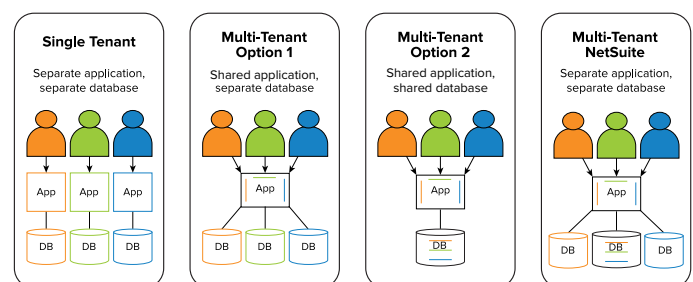 Single Tenant
Separate application,
separate database
App App App
DB DB DB
Multi-Tenant
Option 1
Shared application,
separate database
App
DB DB DB
Multi-Tenant
Option 2
Shared application,
shared database
App
DB
Multi-Tenant
NetSuite
Separate application,
separate database
App
DB DB DB